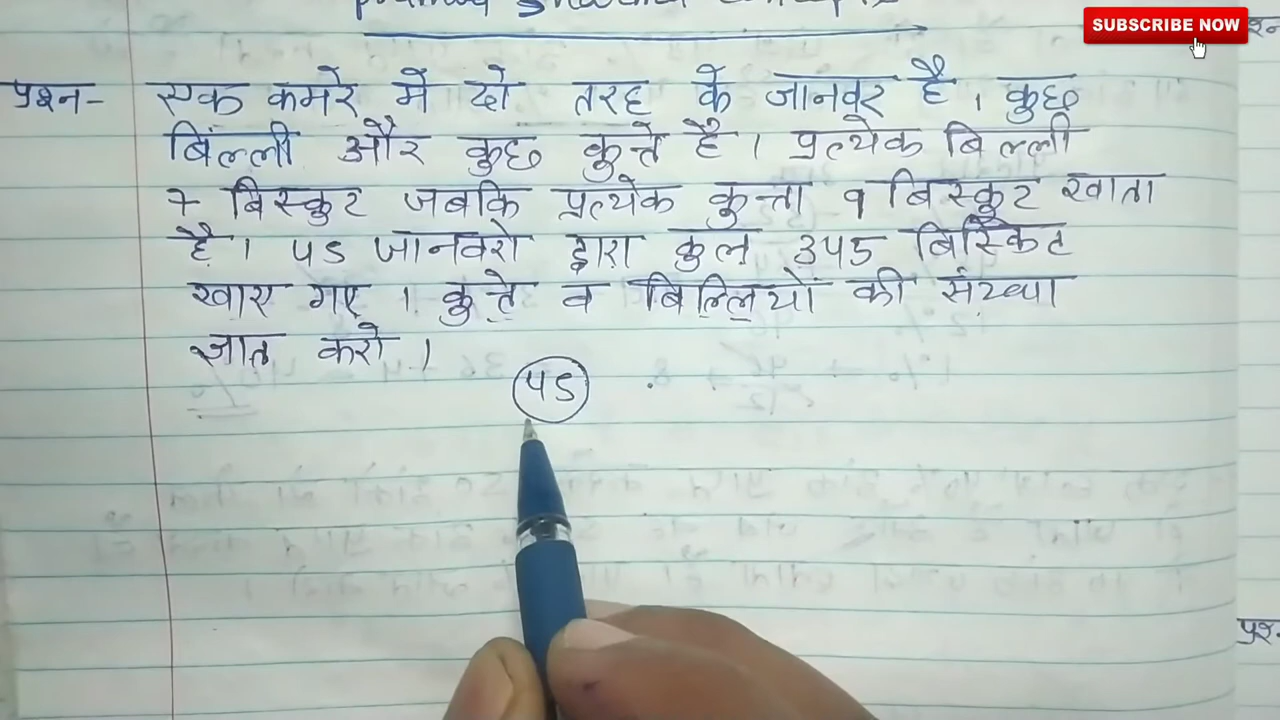 SUBSCRIBE NOW
प्रश्न- एक कमरे में दो तरह के जानवर है । कुछ
बिल्ली और कुछ कुत्ते है । प्रत्येक बिल्ली
7 बिस्कुट जबकि प्रत्येक कुत्ता 9 बिस्कुट खाता
है । 45 जानवरो द्वारा कुल 345 बिस्किट
खाए गए । कुत्ते व बिल्लियों की संख्या
ज्ञात करो ।
45